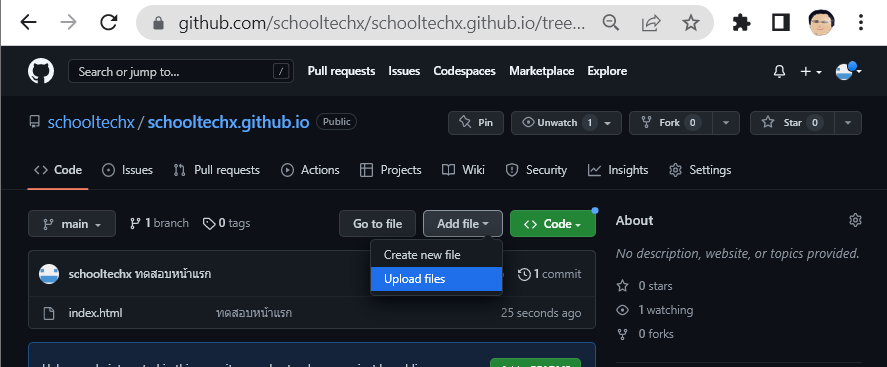 github.com/schooltechx/schooltechx.github.io/tree...
Search or jump to... /
Pull requests Issues Codespaces Marketplace Explore
schooltechx / schooltechx.github.io Public
Pin Unwatch 1 Fork 0 Star 0
Code Issues Pull requests Actions Projects Wiki Security Insights Settings
main 1 branch 0 tags Go to file Add file Code
About
Create new file
Upload files
No description, website, or topics provided.
schooltechx ทดสอบหน้าแรก 1 commit
0 stars
index.html ทดสอบหน้าแรก 25 seconds ago
1 watching
0 forks